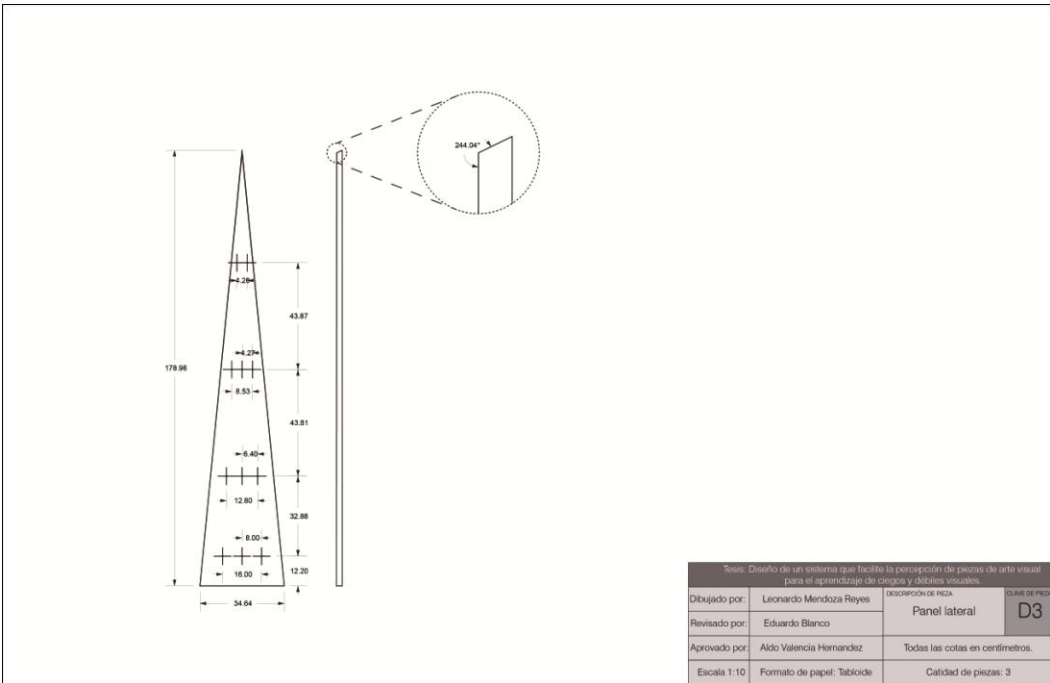 244.04°
4.26
43.87
4.27
178.96
8.53
43.81
6.40
12.80
32.88
8.00
16.00
12.20
34.64
Tesis: Diseño de un sistema que facilite la percepción de piezas de arte visual
para el aprendizaje de ciegos y débiles visuales.
Dibujado por: Leonardo Mendoza Reyes
DESCRIPCIÓN DE PIEZA
Panel lateral
CLAVE DE PIEZA
D3
Revisado por: Eduardo Blanco
Aprovado por: Aldo Valencia Hernandez
Todas las cotas en centímetros.
Escala 1:10
Formato de papel: Tabloide
Catidad de piezas: 3